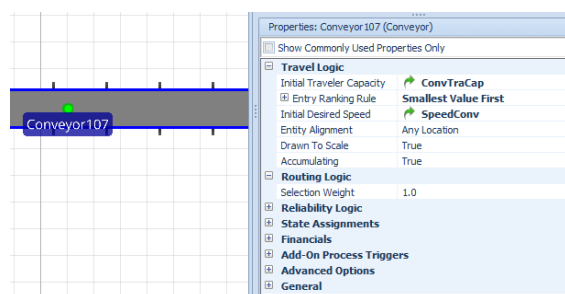 Conveyor107
Properties: Conveyor107 (Conveyor)
Show Commonly Used Properties Only
Travel Logic
Initial Traveler Capacity ConvTraCap
Entry Ranking Rule Smallest Value First
Initial Desired Speed SpeedConv
Entity Alignment Any Location
Drawn To Scale True
Accumulating True
Routing Logic
Selection Weight 1.0
Reliability Logic
State Assignments
Financials
Add-On Process Triggers
Advanced Options
General